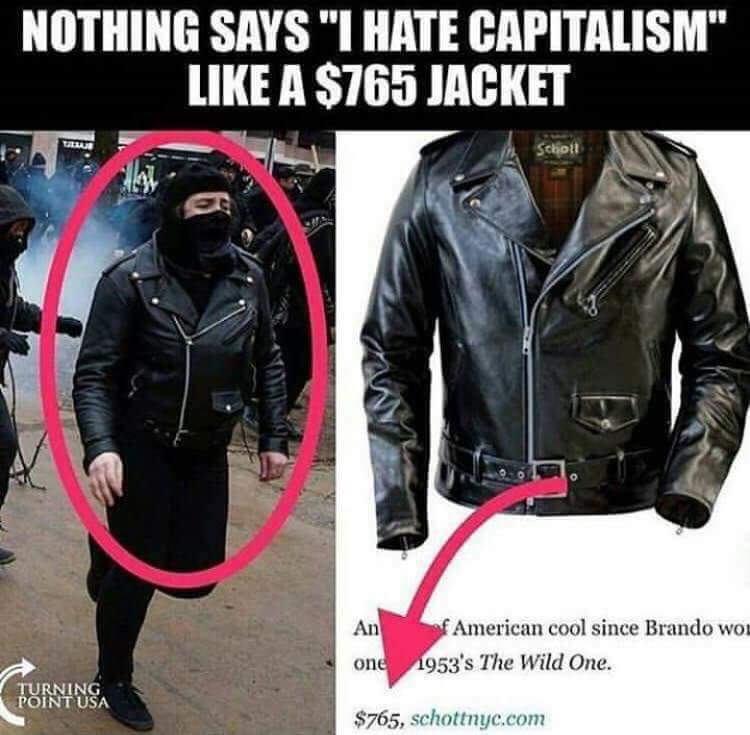 NOTHING SAYS "I HATE CAPITALISM"
LIKE A $765 JACKET
Schott
An of American cool since Brando wor
one 1953's The Wild One.
$765, schottnyc.com
TURNING
POINT USA